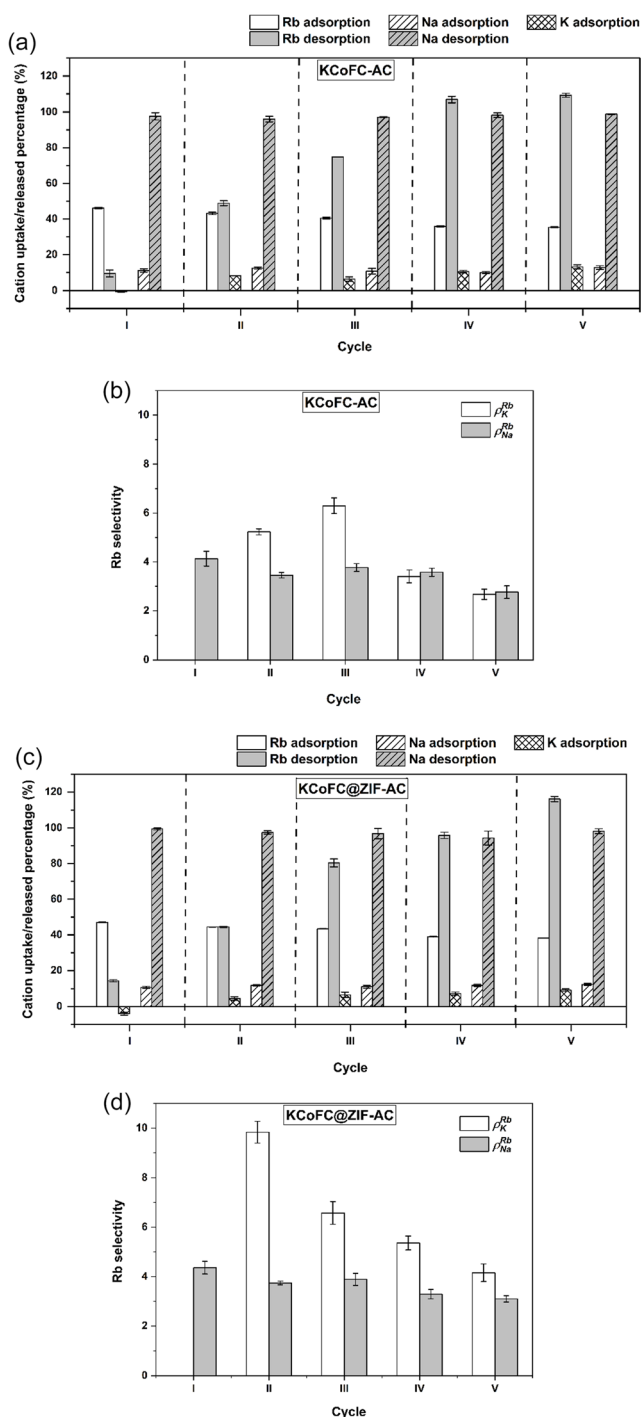 (a)
Rb adsorption Na adsorption K adsorption
Rb desorption Na desorption
KCoFC-AC
Cation uptake/released percentage (%)
120
100
80
60
40
20
0
I II III IV V
Cycle
(b)
KCoFC-AC
ρ_K^Rb
ρ_Na^Rb
Rb selectivity
10
8
6
4
2
0
I II III IV V
Cycle
(c)
Rb adsorption Na adsorption K adsorption
Rb desorption Na desorption
KCoFC@ZIF-AC
Cation uptake/released percentage (%)
120
100
80
60
40
20
0
I II III IV V
Cycle
(d)
KCoFC@ZIF-AC
ρ_K^Rb
ρ_Na^Rb
Rb selectivity
10
8
6
4
2
0
I II III IV V
Cycle